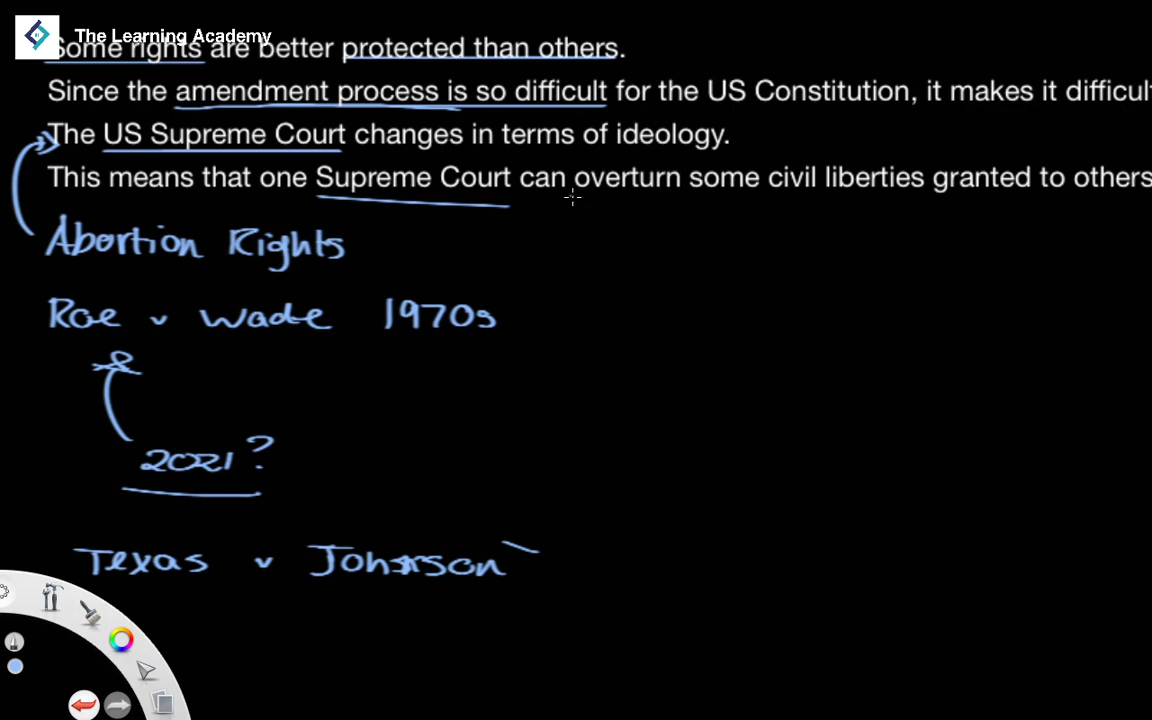 The Learning Academy
Some rights are better protected than others.
Since the amendment process is so difficult for the US Constitution, it makes it difficult
The US Supreme Court changes in terms of ideology.
This means that one Supreme Court can overturn some civil liberties granted to others
Abortion Rights
Roe v Wade 1970s
2021?
Texas v Johnson